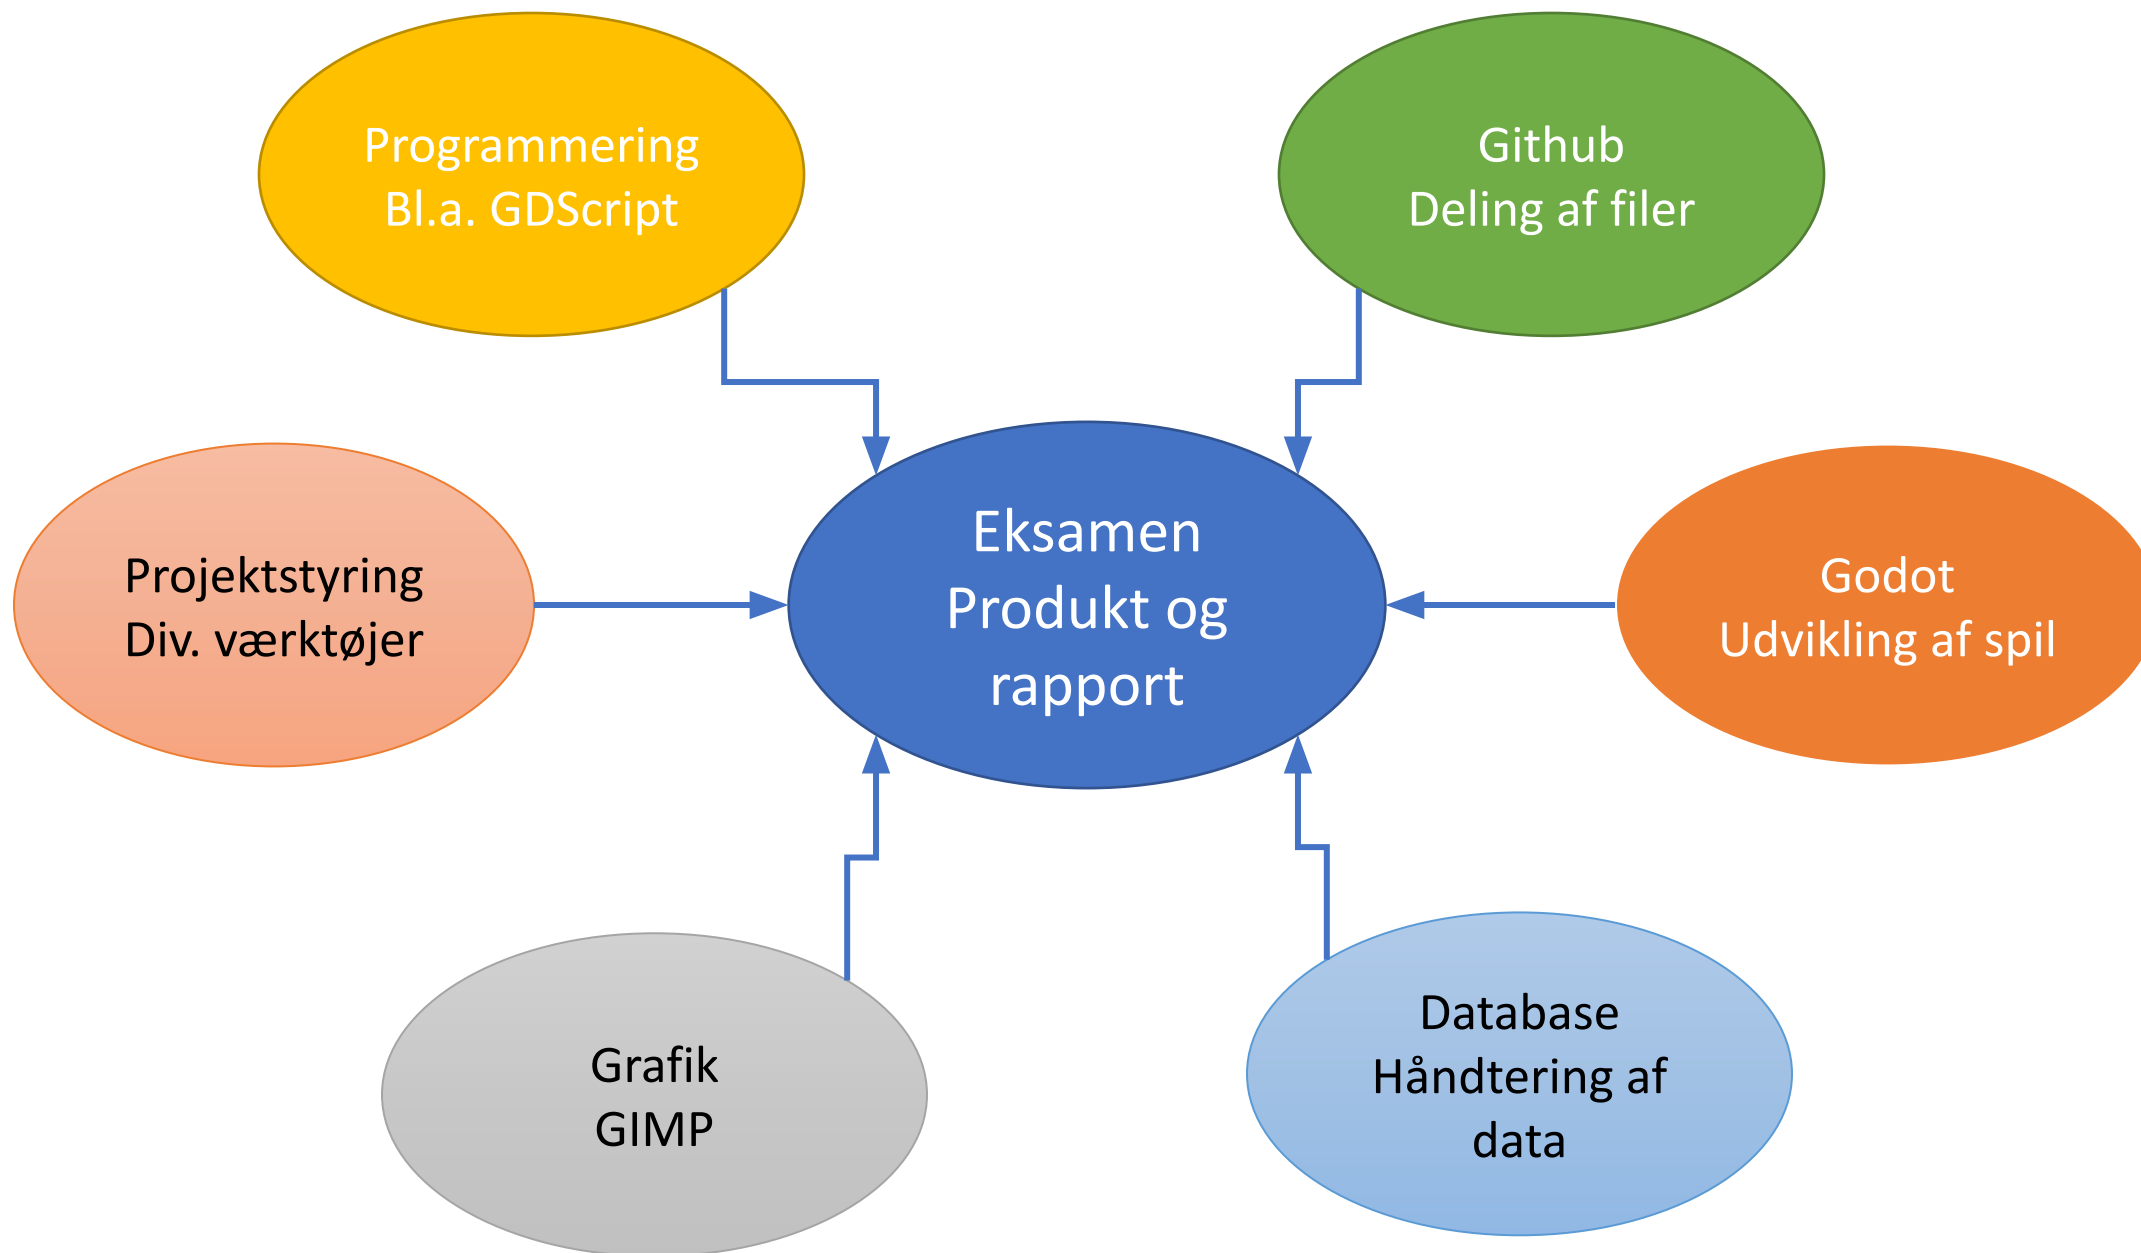 Programmering
Bl.a. GDScript
Github
Deling af filer
Projektstyring
Div. værktøjer
Eksamen
Produkt og
rapport
Godot
Udvikling af spil
Grafik
GIMP
Database
Håndtering af
data